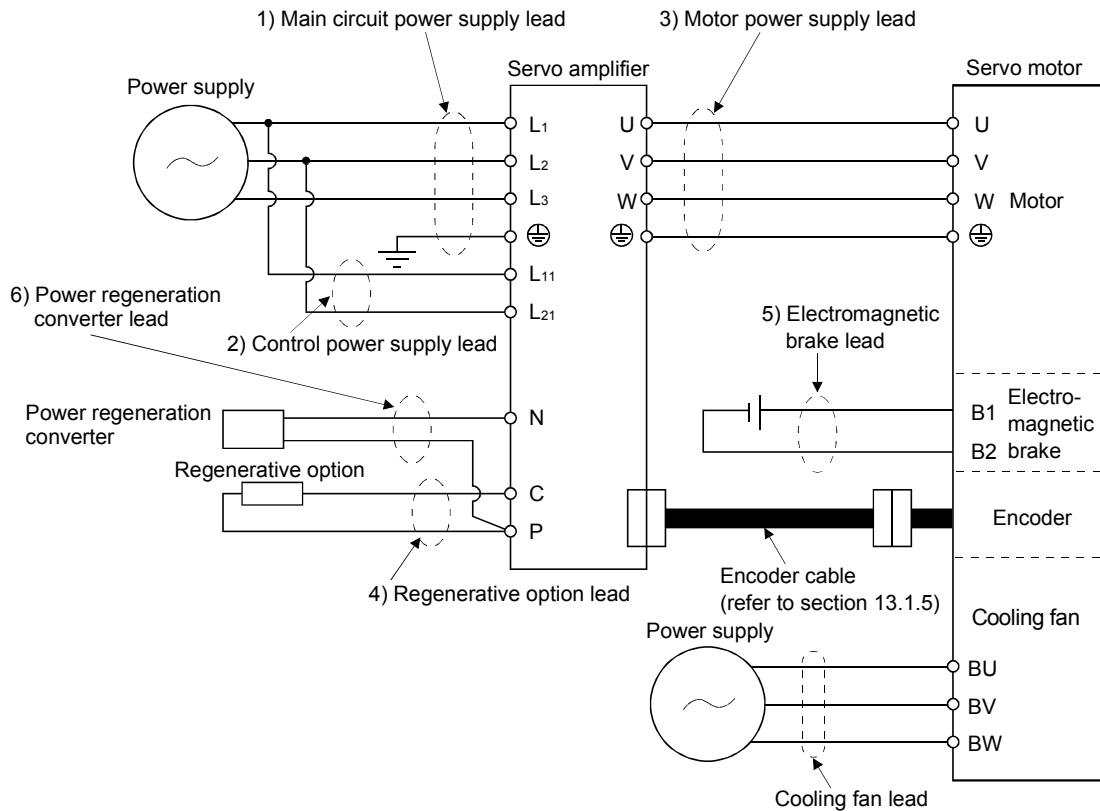 1) Main circuit power supply lead
3) Motor power supply lead
Servo amplifier
Servo motor
Power supply
L1
U
U
L2
V
V
L3
W
W Motor
L11
6) Power regeneration
converter lead
L21
2) Control power supply lead
5) Electromagnetic
brake lead
Power regeneration
converter
N
B1
Electro-
magnetic
brake
B2
Regenerative option
C
P
Encoder
4) Regenerative option lead
Encoder cable
(refer to section 13.1.5)
Cooling fan
Power supply
BU
BV
BW
Cooling fan lead